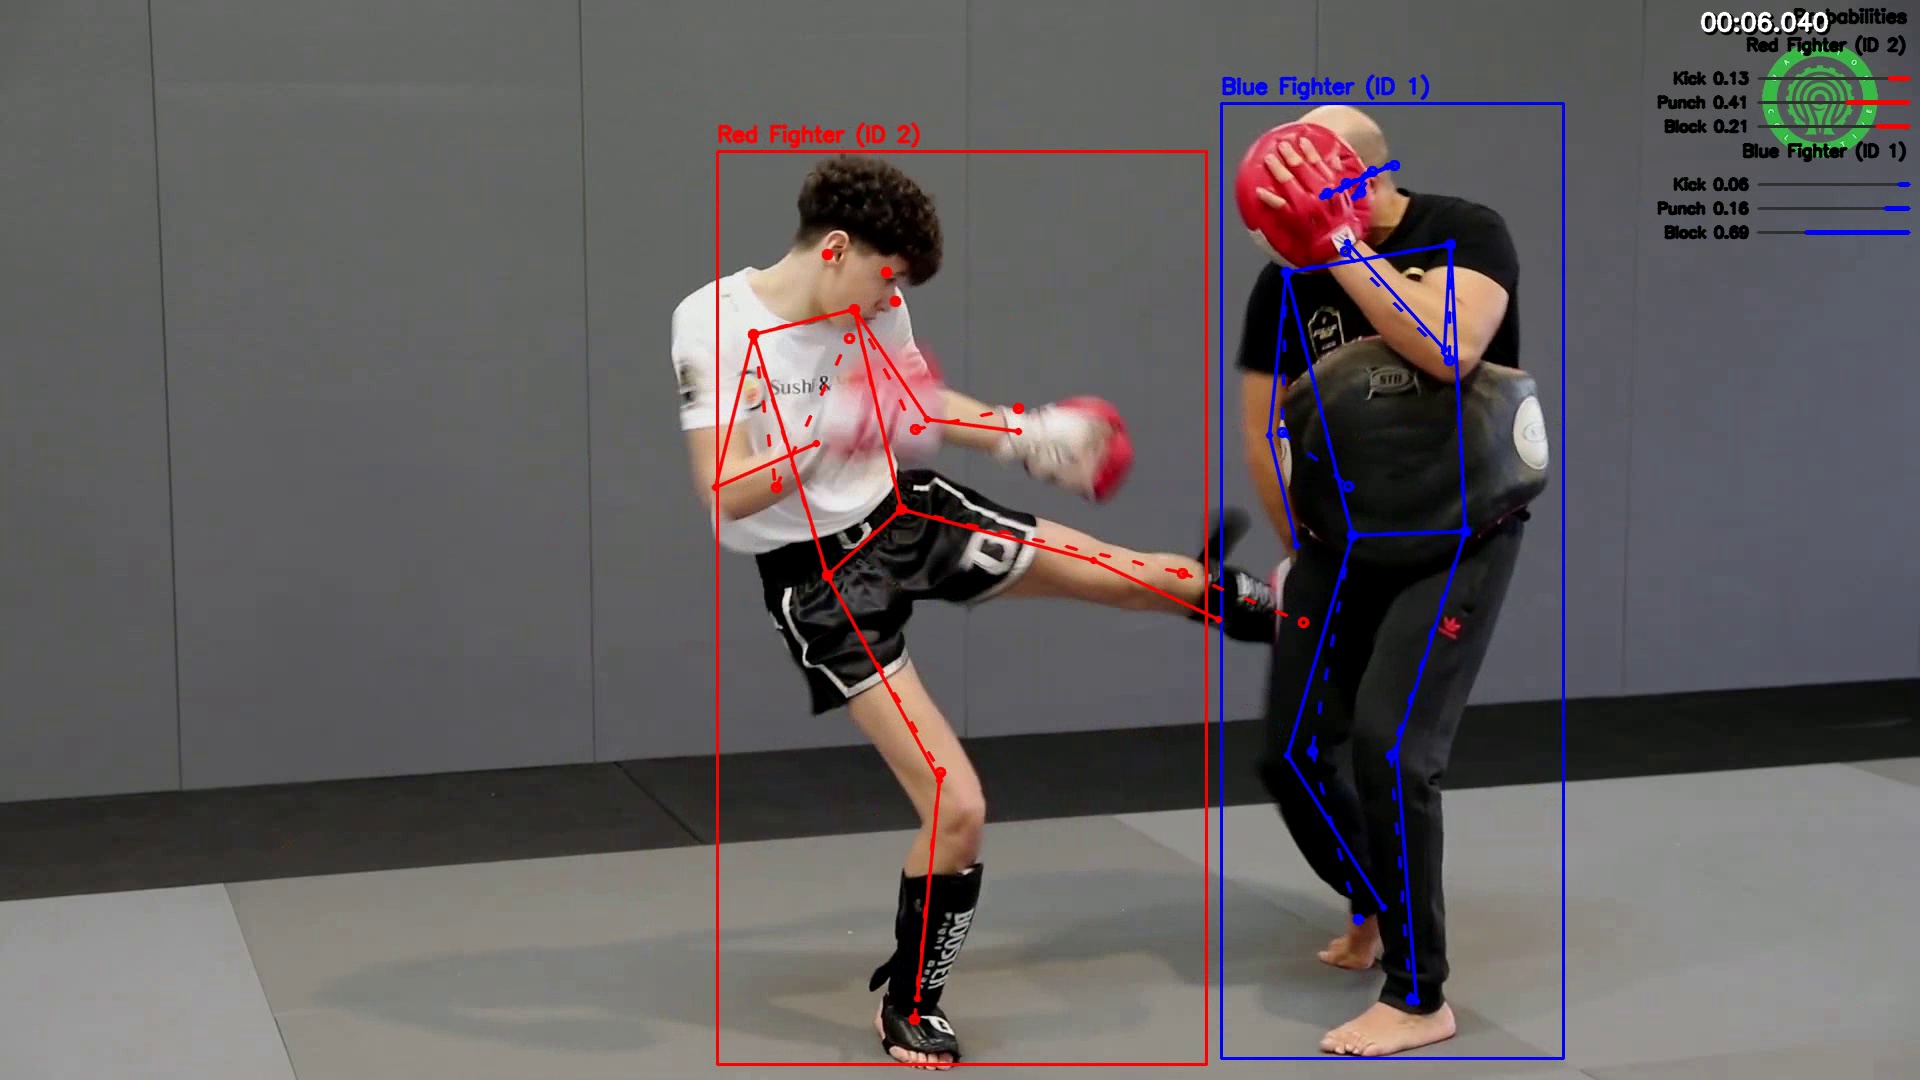 00:06.040
Probabilities
Red Fighter (ID 2)
Kick 0.13
Punch 0.41
Block 0.21
Blue Fighter (ID 1)
Kick 0.06
Punch 0.16
Block 0.69
Blue Fighter (ID 1)
Red Fighter (ID 2)
Sushi &
BOOSTER